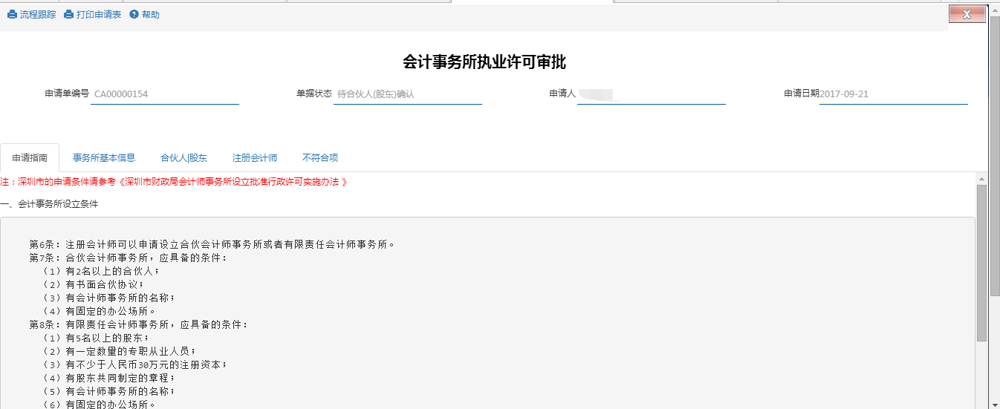 流程跟踪 打印申请表 帮助
X
会计事务所执业许可审批
申请单编号 CA00000154 单据状态 待合伙人(股东)确认 申请人 申请日期 2017-09-21
申请指南 事务所基本信息 合伙人|股东 注册会计师 不符合项
注：深圳市的申请条件请参考《深圳市财政局会计师事务所设立批准行政许可实施办法 》
一、会计事务所设立条件
第6条: 注册会计师可以申请设立合伙会计师事务所或者有限责任会计师事务所。
第7条: 合伙会计师事务所, 应具备的条件:
（1）有2名以上的合伙人;
（2）有书面合伙协议;
（3）有会计师事务所的名称;
（4）有固定的办公场所。
第8条: 有限责任会计师事务所, 应具备的条件:
（1）有5名以上的股东;
（2）有一定数量的专职从业人员;
（3）有不少于人民币30万元的注册资本;
（4）有股东共同制定的章程;
（5）有会计师事务所的名称;
（6）有固定的办公场所。